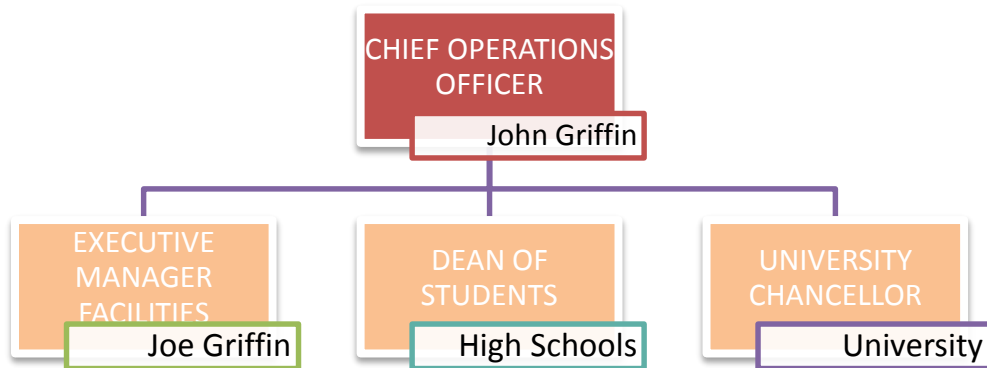 CHIEF OPERATIONS
OFFICER
John Griffin
EXECUTIVE
MANAGER
FACILITIES
Joe Griffin
DEAN OF
STUDENTS
High Schools
UNIVERSITY
CHANCELLOR
University